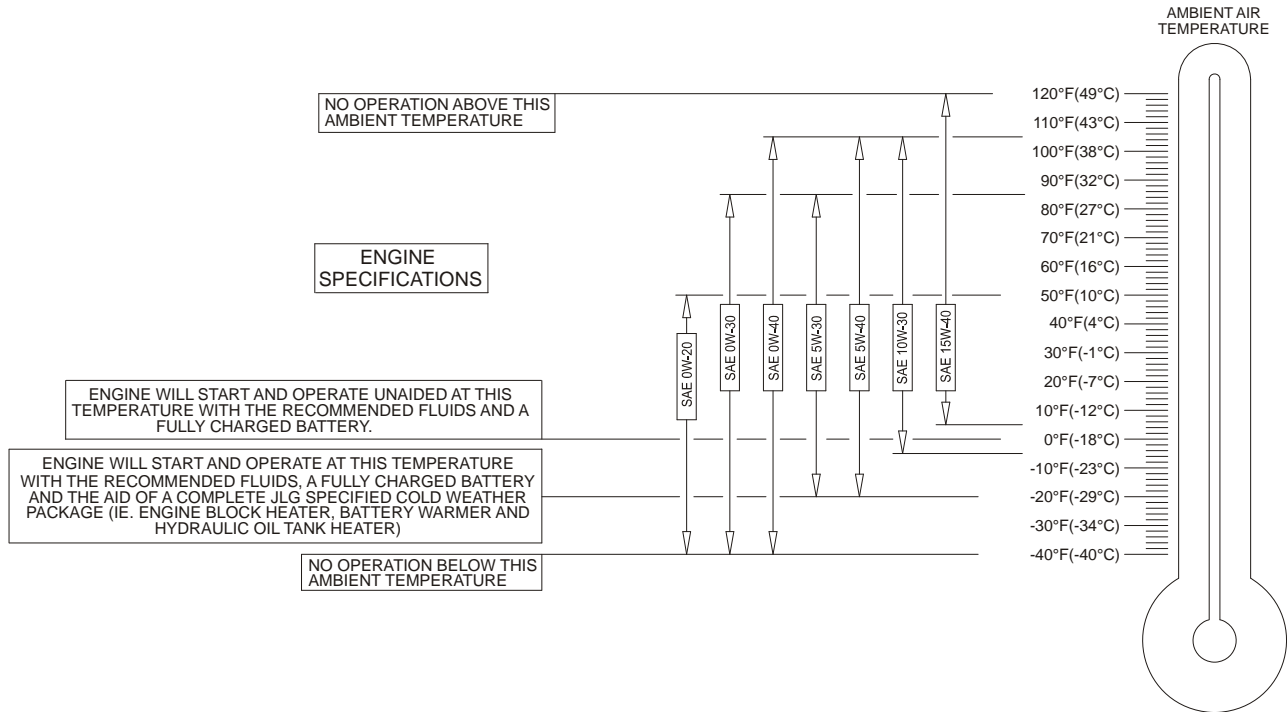 AMBIENT AIR
TEMPERATURE
NO OPERATION ABOVE THIS
AMBIENT TEMPERATURE
120°F(49°C)
110°F(43°C)
100°F(38°C)
90°F(32°C)
80°F(27°C)
70°F(21°C)
60°F(16°C)
50°F(10°C)
40°F(4°C)
30°F(-1°C)
20°F(-7°C)
10°F(-12°C)
0°F(-18°C)
-10°F(-23°C)
-20°F(-29°C)
-30°F(-34°C)
-40°F(-40°C)
ENGINE
SPECIFICATIONS
SAE 0W-20
SAE 0W-30
SAE 0W-40
SAE 5W-30
SAE 5W-40
SAE 10W-30
SAE 15W-40
ENGINE WILL START AND OPERATE UNAIDED AT THIS
TEMPERATURE WITH THE RECOMMENDED FLUIDS AND A
FULLY CHARGED BATTERY.
ENGINE WILL START AND OPERATE AT THIS TEMPERATURE
WITH THE RECOMMENDED FLUIDS, A FULLY CHARGED BATTERY
AND THE AID OF A COMPLETE JLG SPECIFIED COLD WEATHER
PACKAGE (IE. ENGINE BLOCK HEATER, BATTERY WARMER AND
HYDRAULIC OIL TANK HEATER)
NO OPERATION BELOW THIS
AMBIENT TEMPERATURE